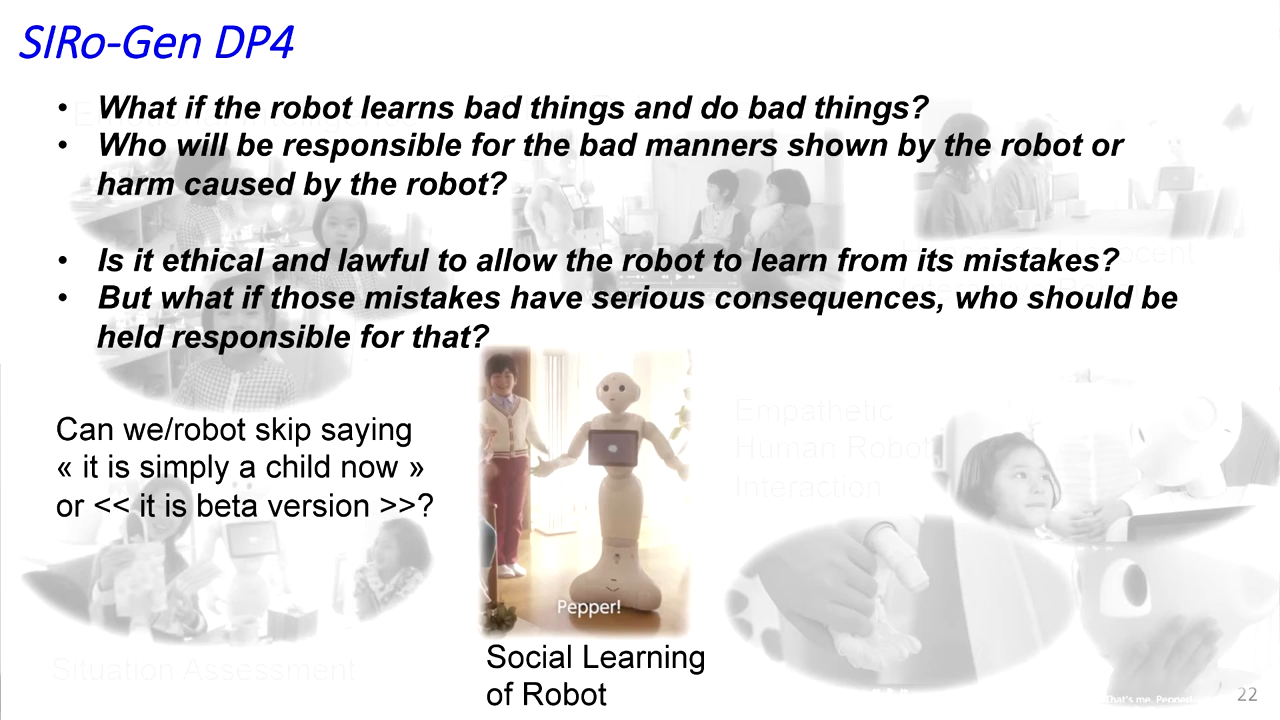 SIRo-Gen DP4
• What if the robot learns bad things and do bad things?
• Who will be responsible for the bad manners shown by the robot or
harm caused by the robot?
• Is it ethical and lawful to allow the robot to learn from its mistakes?
• But what if those mistakes have serious consequences, who should be
held responsible for that?
Can we/robot skip saying
« it is simply a child now »
or << it is beta version >>?
Empathetic
Human Robot
Interaction
Pepper!
Social Learning
of Robot
Situation Assessment
That's me, Pepper!
22